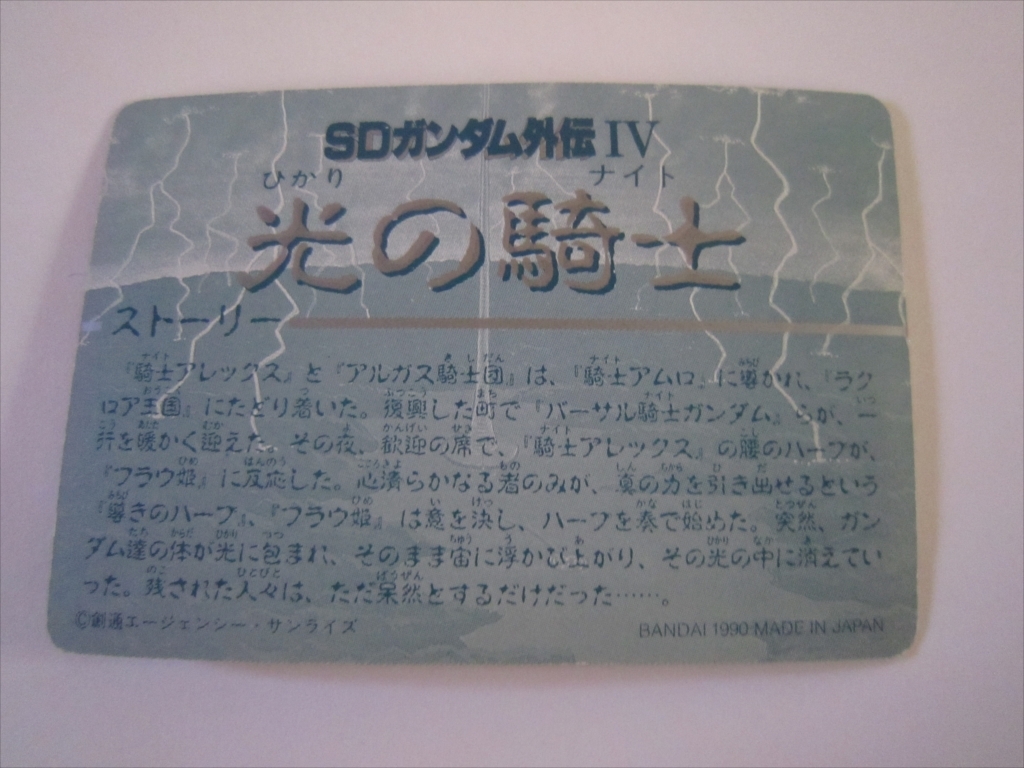 SDガンダム外伝 IV
ひかり ナイト
光の騎士
ストーリー
『騎士アレックス』と『アルガス騎士団』は、『騎士アムロ』に導かれ、『ラク
ロア王国』にたどり着いた。復興した町で『バーサル騎士ガンダム』らが、一
行を暖かく迎えた。その夜、歓迎の席で、『騎士アレックス』の腰のハープが、
『フラウ姫』に反応した。心清らかなる者のみが、真の力を引き出せるという
『導きのハープ』、『フラウ姫』は意を決し、ハープを奏で始めた。突然、ガン
ダム達の体が光に包まれ、そのまま宙に浮かび上がり、その光の中に消えてい
った。残された人々は、ただ呆然とするだけだった……。
©創通エージェンシー・サンライズ
BANDAI 1990 MADE IN JAPAN